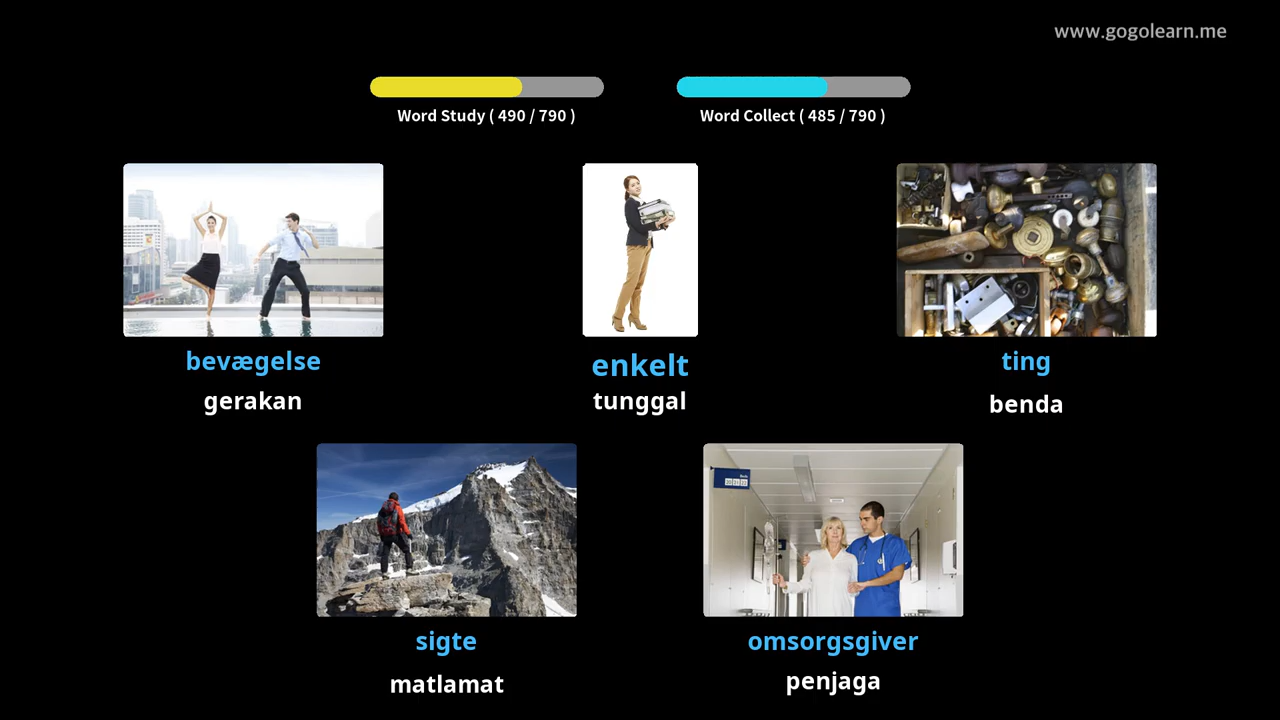 www.gogolearn.me
Word Study ( 490 / 790 )
Word Collect ( 485 / 790 )
bevægelse
gerakan
enkelt
tunggal
ting
benda
sigte
matlamat
omsorgsgiver
penjaga